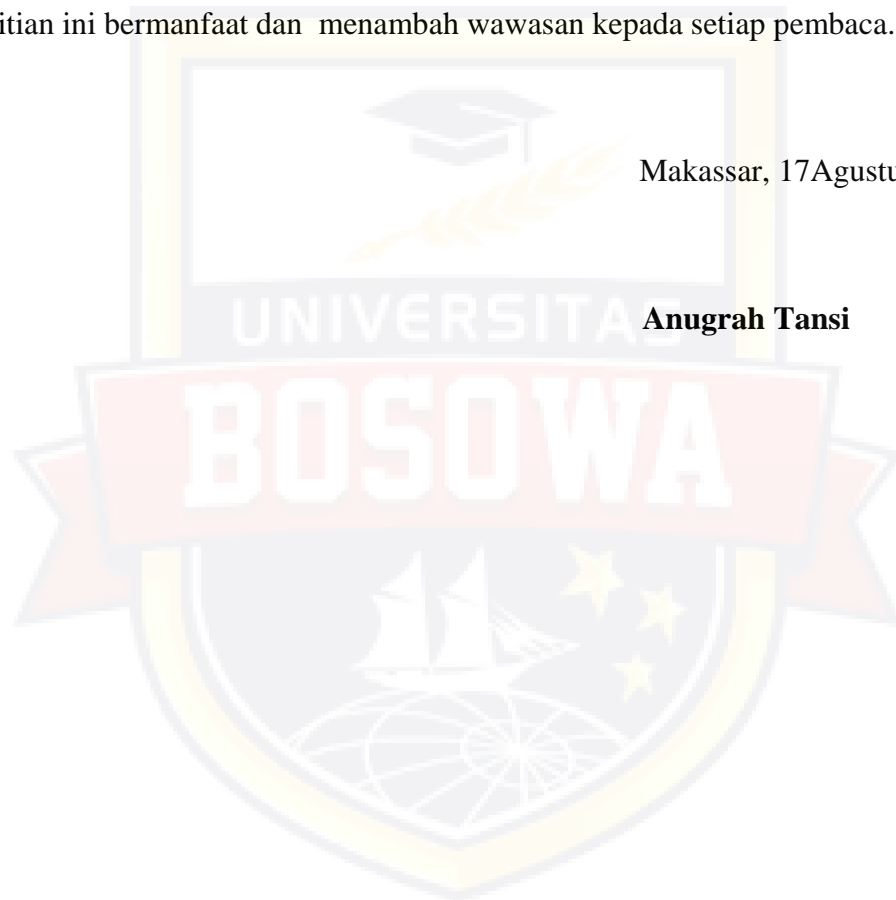 itian ini bermanfaat dan  menambah wawasan kepada setiap pembaca.
Makassar, 17Agustu
Anugrah Tansi
UNIVERSITAS
BOSOWA